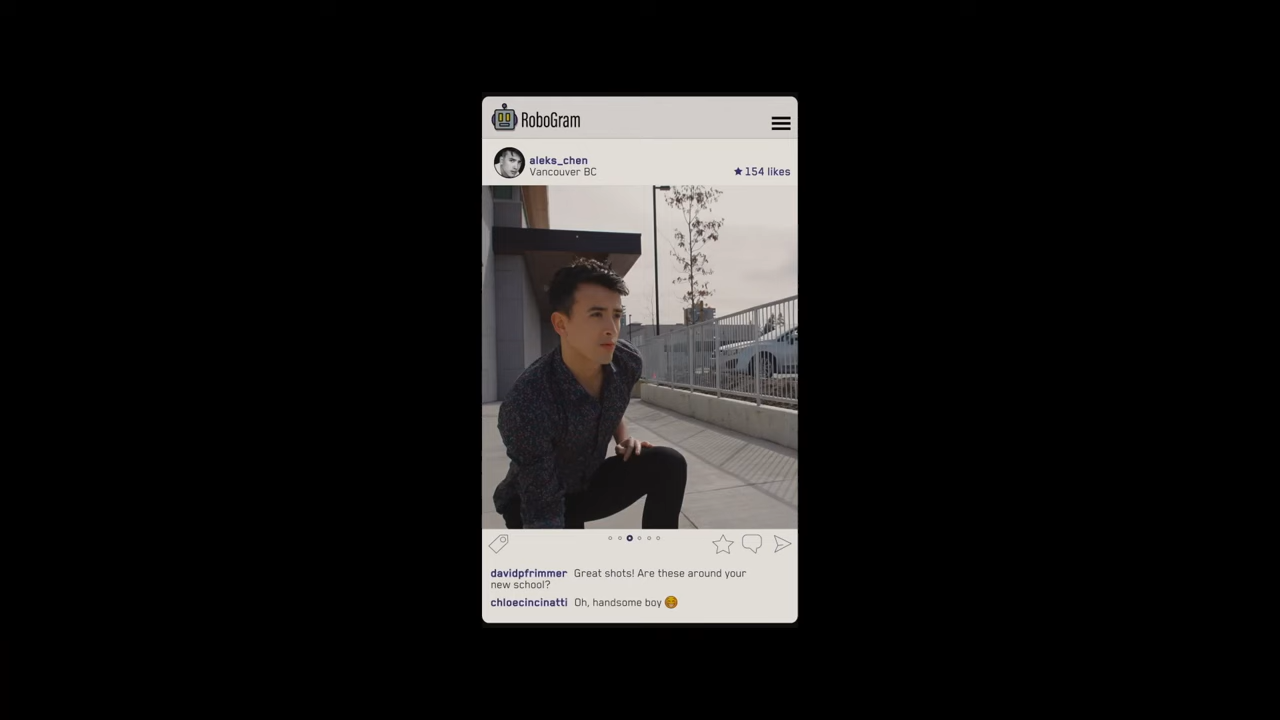 RoboGram
aleks_chen
Vancouver BC
★ 154 likes
davidpfrimmer Great shots! Are these around your
new school?
chloecincinatti Oh, handsome boy 😊